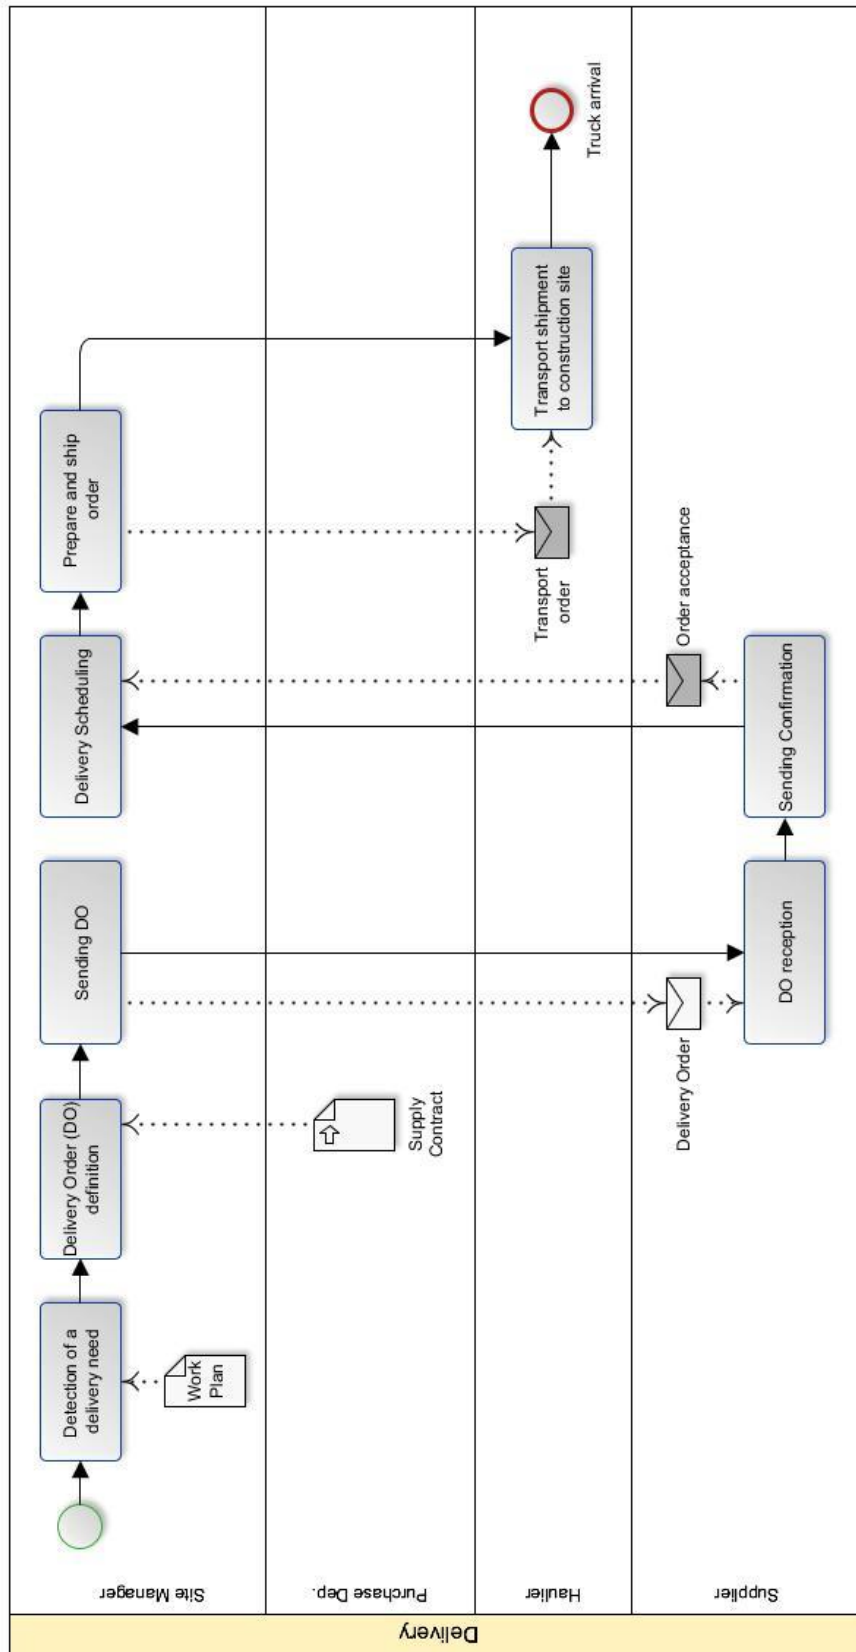 Delivery
Site Manager
Purchase Dep.
Haulier
Supplier
Detection of a
delivery need
Work
Plan
Delivery Order (DO)
definition
Supply
Contract
Sending DO
Delivery Order
DO reception
Sending Confirmation
Order acceptance
Delivery Scheduling
Prepare and ship
order
Transport
order
Transport shipment
to construction site
Truck arrival